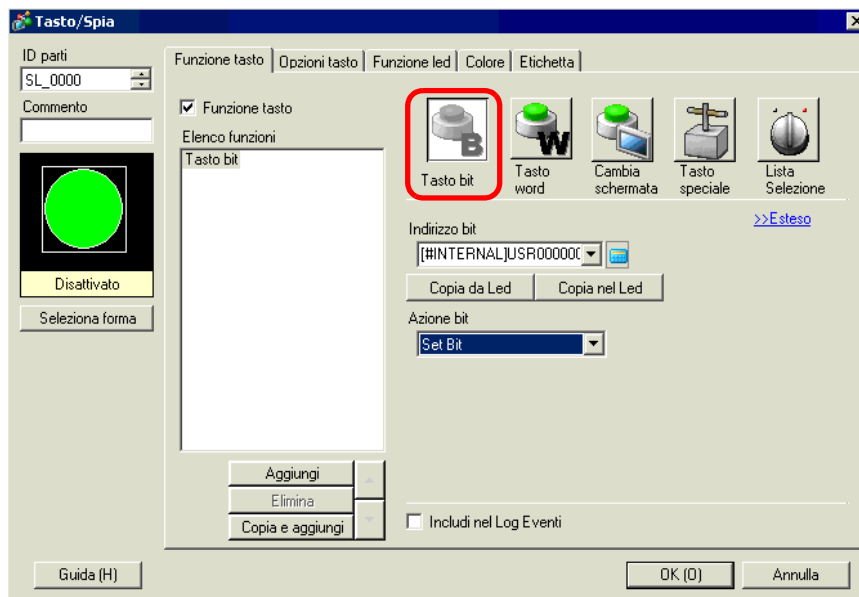 Tasto/Spia
ID parti
SL_0000
Commento
Disattivato
Seleziona forma
Funzione tasto
Opzioni tasto
Funzione led
Colore
Etichetta
Funzione tasto
Elenco funzioni
Tasto bit
Aggiungi
Elimina
Copia e aggiungi
B
Tasto bit
W
Tasto
word
Cambia
schermata
Tasto
speciale
Lista
Selezione
>>Esteso
Indirizzo bit
[#INTERNAL]USR000000
Copia da Led
Copia nel Led
Azione bit
Set Bit
Includi nel Log Eventi
Guida (H)
OK (O)
Annulla